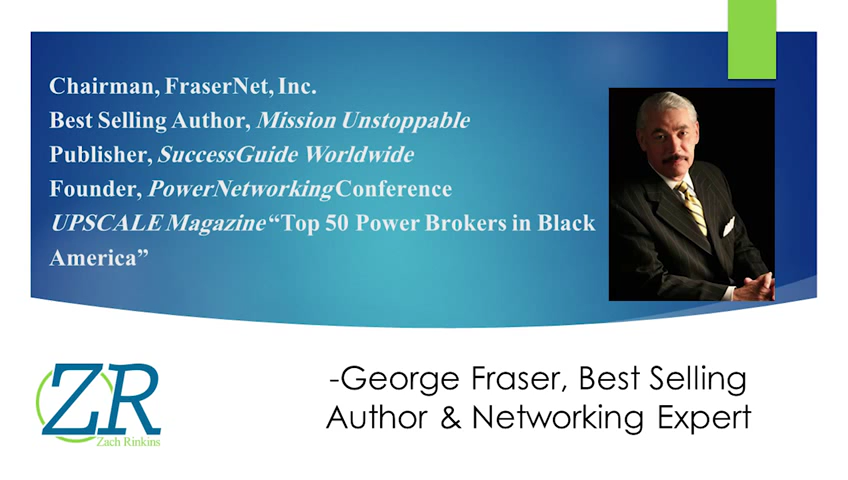 Chairman, FraserNet, Inc.
Best Selling Author, Mission Unstoppable
Publisher, SuccessGuide Worldwide
Founder, PowerNetworking Conference
UPSCALE Magazine “Top 50 Power Brokers in Black
America”
ZR
Zach Rinkins
-George Fraser, Best Selling
Author & Networking Expert